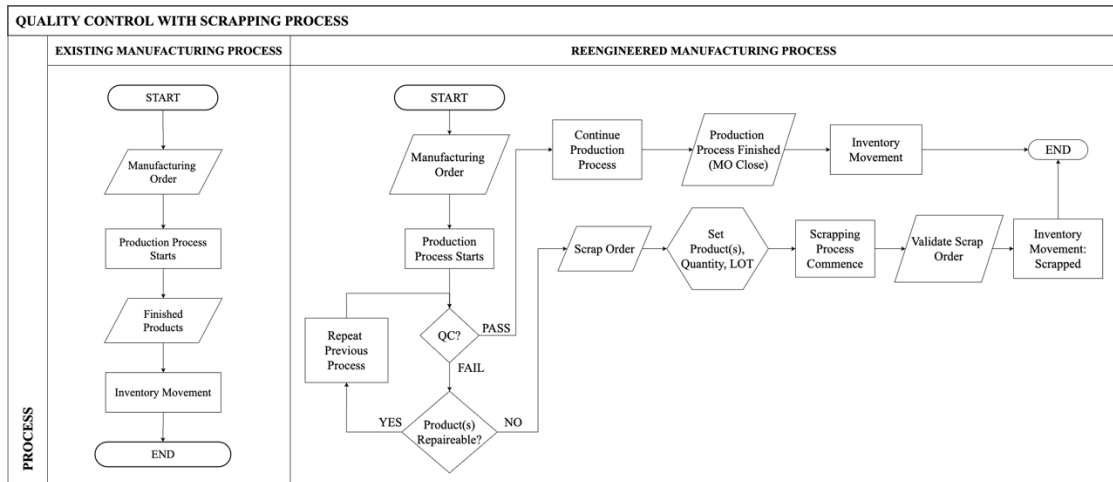 QUALITY CONTROL WITH SCRAPPING PROCESS
EXISTING MANUFACTURING PROCESS
REENGINEERED MANUFACTURING PROCESS
PROCESS
START
Manufacturing
Order
Production Process
Starts
Finished
Products
Inventory Movement
END
START
Manufacturing
Order
Production
Process Starts
QC?
PASS
FAIL
Repeat
Previous
Process
YES
Product(s)
Repaireable?
NO
Continue
Production
Process
Production
Process Finished
(MO Close)
Inventory
Movement
END
Scrap Order
Set
Product(s),
Quantity, LOT
Scrapping
Process
Commence
Validate Scrap
Order
Inventory
Movement:
Scrapped